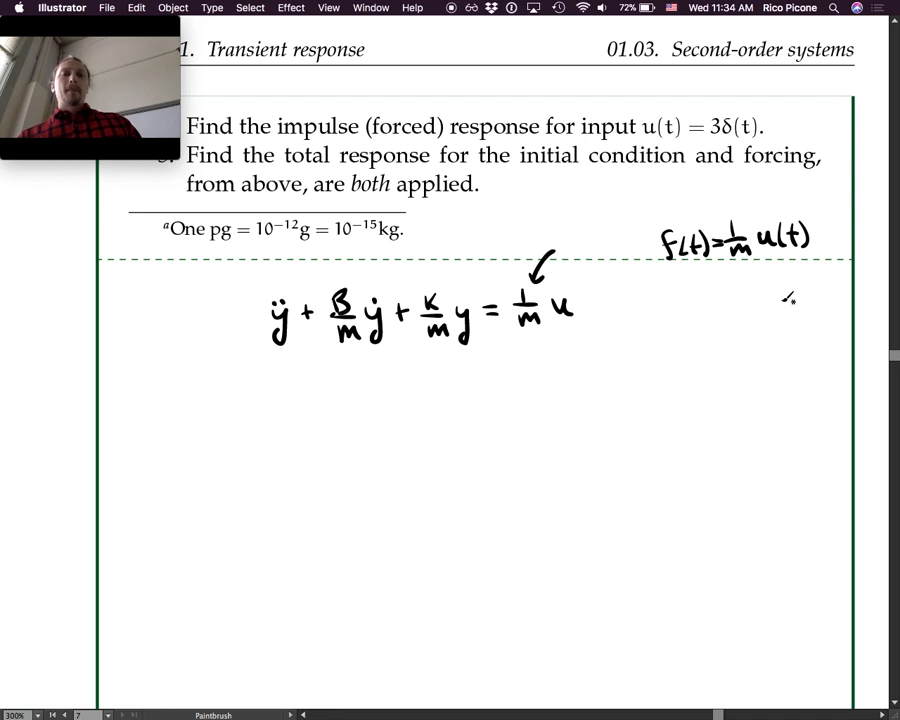 Illustrator File Edit Object Type Select Effect View Window Help 72% Wed 11:34 AM Rico Picone
1. Transient response 01.03. Second-order systems
Find the impulse (forced) response for input u(t) = 3δ(t).
Find the total response for the initial condition and forcing,
from above, are both applied.
ᵃOne pg = 10⁻¹²g = 10⁻¹⁵kg.
f(t) = 1/m u(t)
ÿ + B/m ẏ + K/m y = 1/m u
300% 7 Paintbrush